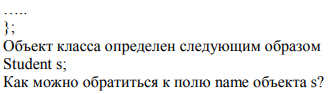 …..
};
Объект класса определен следующим образом
Student s;
Как можно обратиться к полю name объекта s?